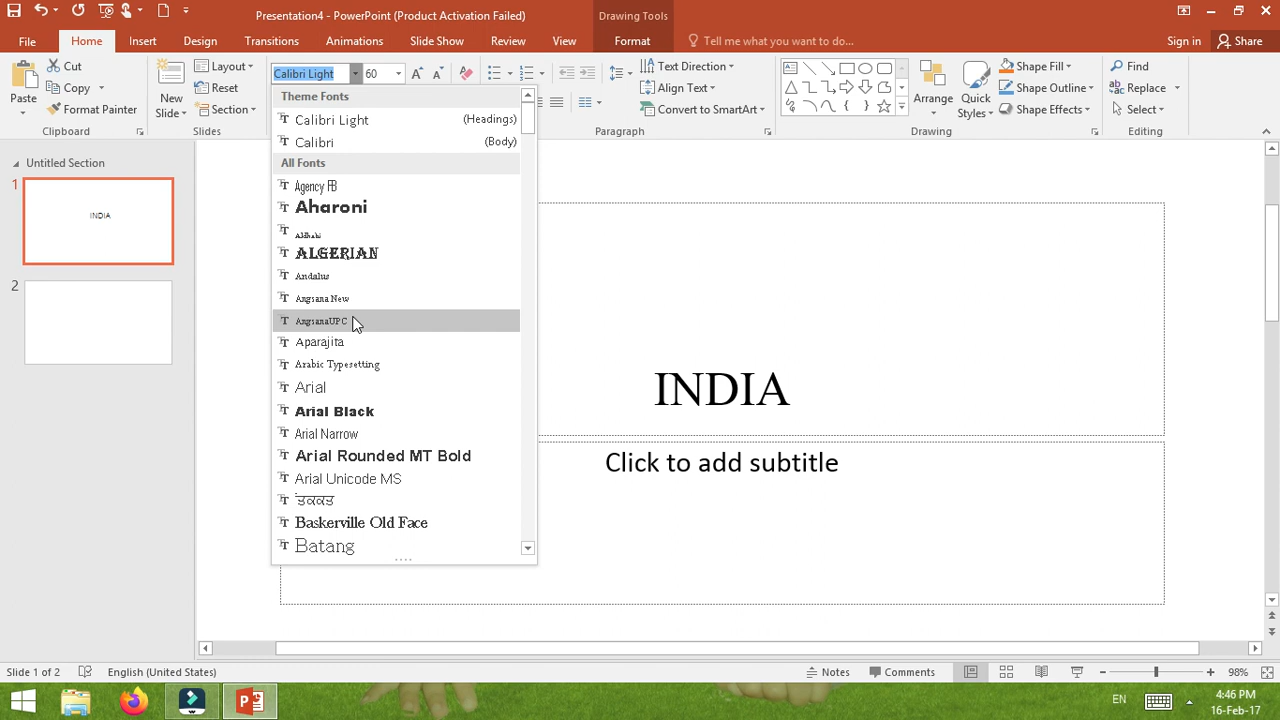 Presentation4 - PowerPoint (Product Activation Failed)
Drawing Tools
File
Home
Insert
Design
Transitions
Animations
Slide Show
Review
View
Format
Tell me what you want to do...
Sign in
Share
Paste
Cut
Copy
Format Painter
Clipboard
New
Slide
Layout
Reset
Section
Slides
Calibri Light
60
Text Direction
Align Text
Convert to SmartArt
Paragraph
Arrange
Quick
Styles
Shape Fill
Shape Outline
Shape Effects
Drawing
Find
Replace
Select
Editing
Theme Fonts
Calibri Light (Headings)
Calibri (Body)
All Fonts
Agency FB
Aharoni
Aldhabi
ALGERIAN
Andalus
Angsana New
AngsanaUPC
Aparajita
Arabic Typesetting
Arial
Arial Black
Arial Narrow
Arial Rounded MT Bold
Arial Unicode MS
Baskerville Old Face
Batang
Untitled Section
1
INDIA
2
INDIA
Click to add subtitle
Slide 1 of 2
English (United States)
Notes
Comments
98%
EN
4:46 PM
16-Feb-17